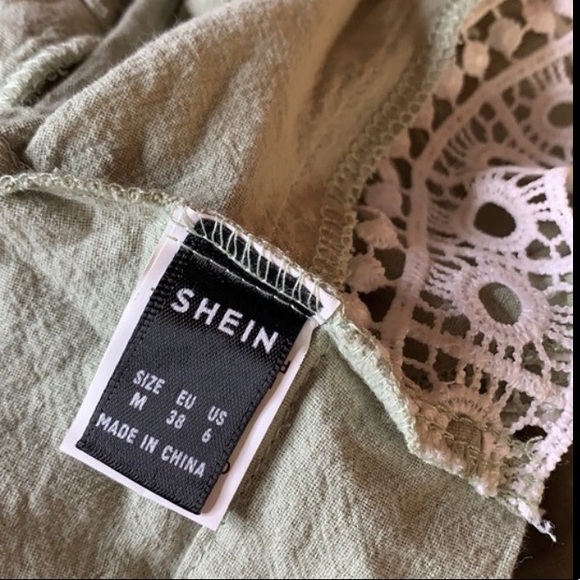 SHEIN
SIZE EU US
M 38 6
MADE IN CHINA